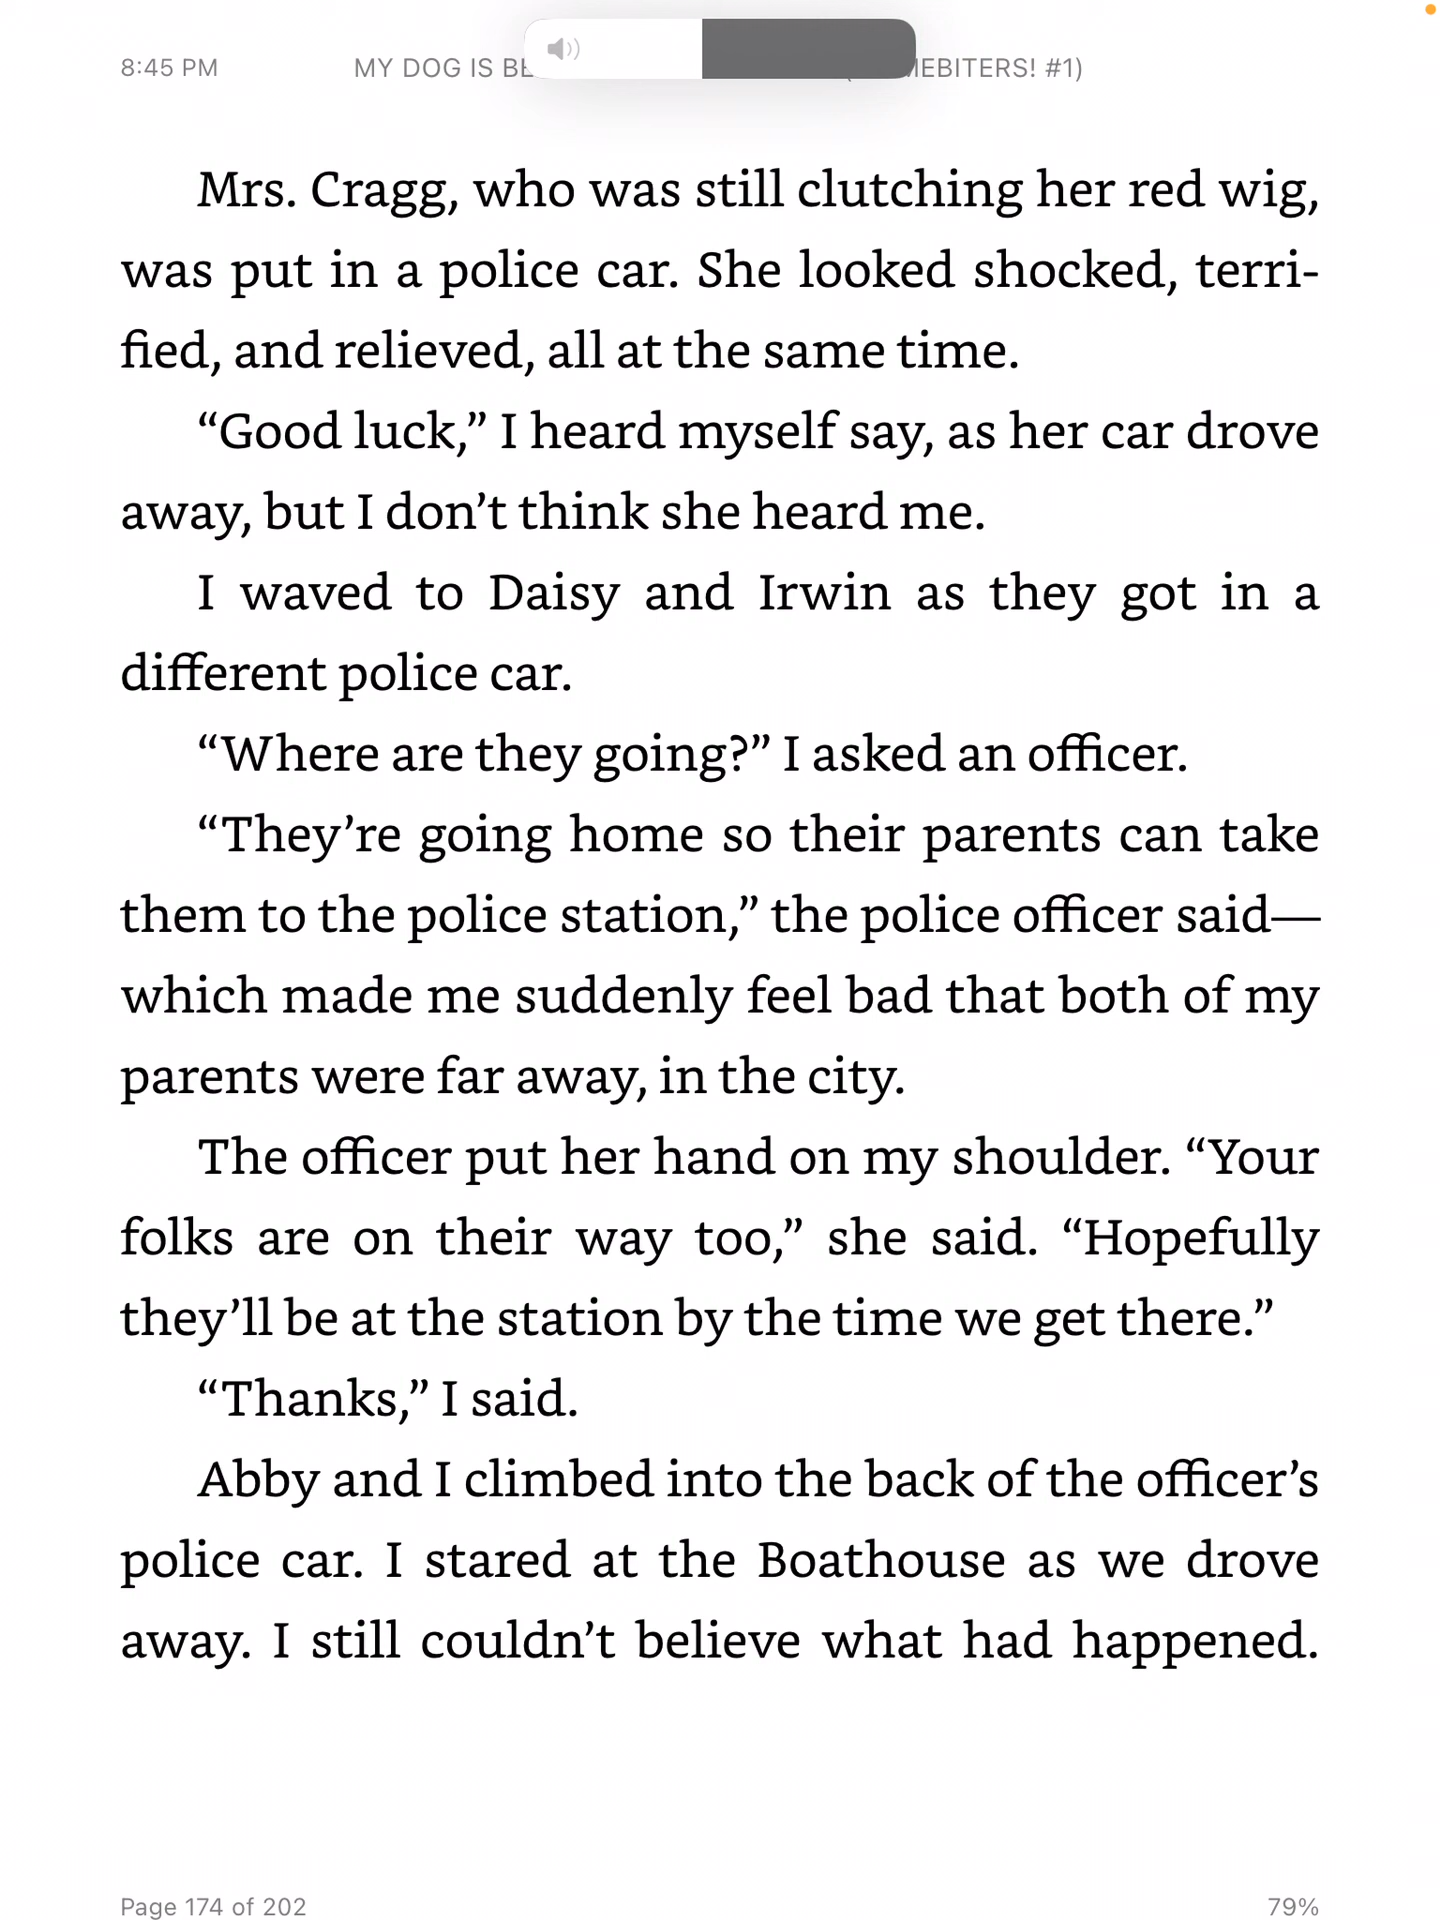 8:45 PM MY DOG IS MEBITERS! #1)
Mrs. Cragg, who was still clutching her red wig,
was put in a police car. She looked shocked, terri-
fied, and relieved, all at the same time.
“Good luck,” I heard myself say, as her car drove
away, but I don’t think she heard me.
I waved to Daisy and Irwin as they got in a
different police car.
“Where are they going?” I asked an officer.
“They’re going home so their parents can take
them to the police station,” the police officer said—
which made me suddenly feel bad that both of my
parents were far away, in the city.
The officer put her hand on my shoulder. “Your
folks are on their way too,” she said. “Hopefully
they’ll be at the station by the time we get there.”
“Thanks,” I said.
Abby and I climbed into the back of the officer’s
police car. I stared at the Boathouse as we drove
away. I still couldn’t believe what had happened.
Page 174 of 202 79%